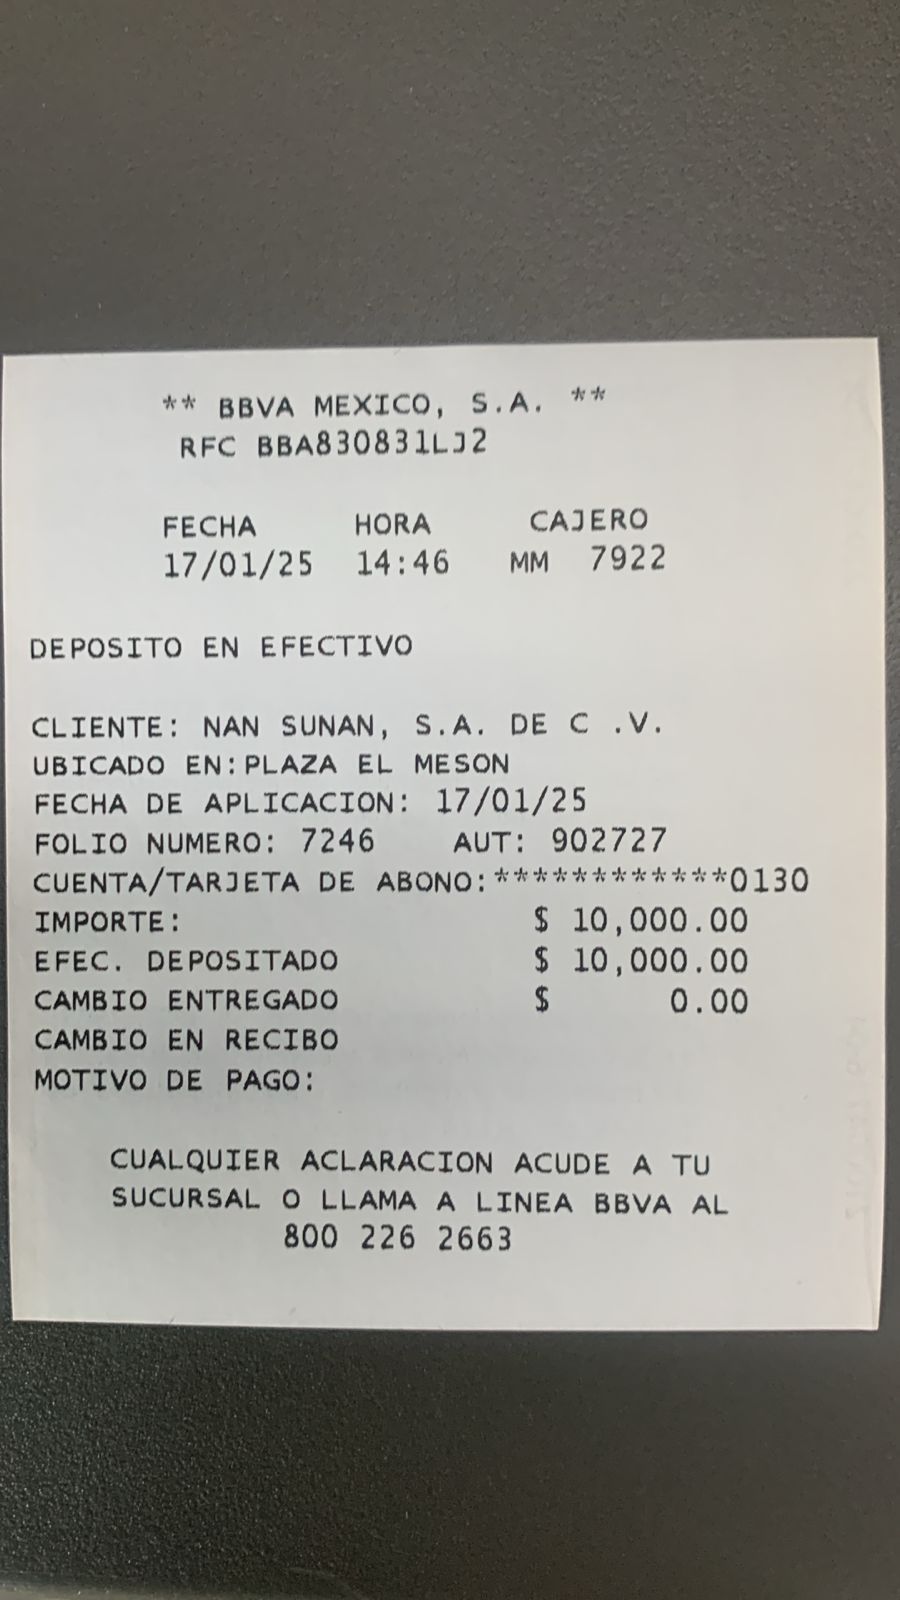 ** BBVA MEXICO, S.A. **
RFC BBA830831LJ2
FECHA HORA CAJERO
17/01/25 14:46 MM 7922
DEPOSITO EN EFECTIVO
CLIENTE: NAN SUNAN, S.A. DE C .V.
UBICADO EN:PLAZA EL MESON
FECHA DE APLICACION: 17/01/25
FOLIO NUMERO: 7246 AUT: 902727
CUENTA/TARJETA DE ABONO:************0130
IMPORTE: $ 10,000.00
EFEC. DEPOSITADO $ 10,000.00
CAMBIO ENTREGADO $ 0.00
CAMBIO EN RECIBO
MOTIVO DE PAGO:
CUALQUIER ACLARACION ACUDE A TU
SUCURSAL O LLAMA A LINEA BBVA AL
800 226 2663